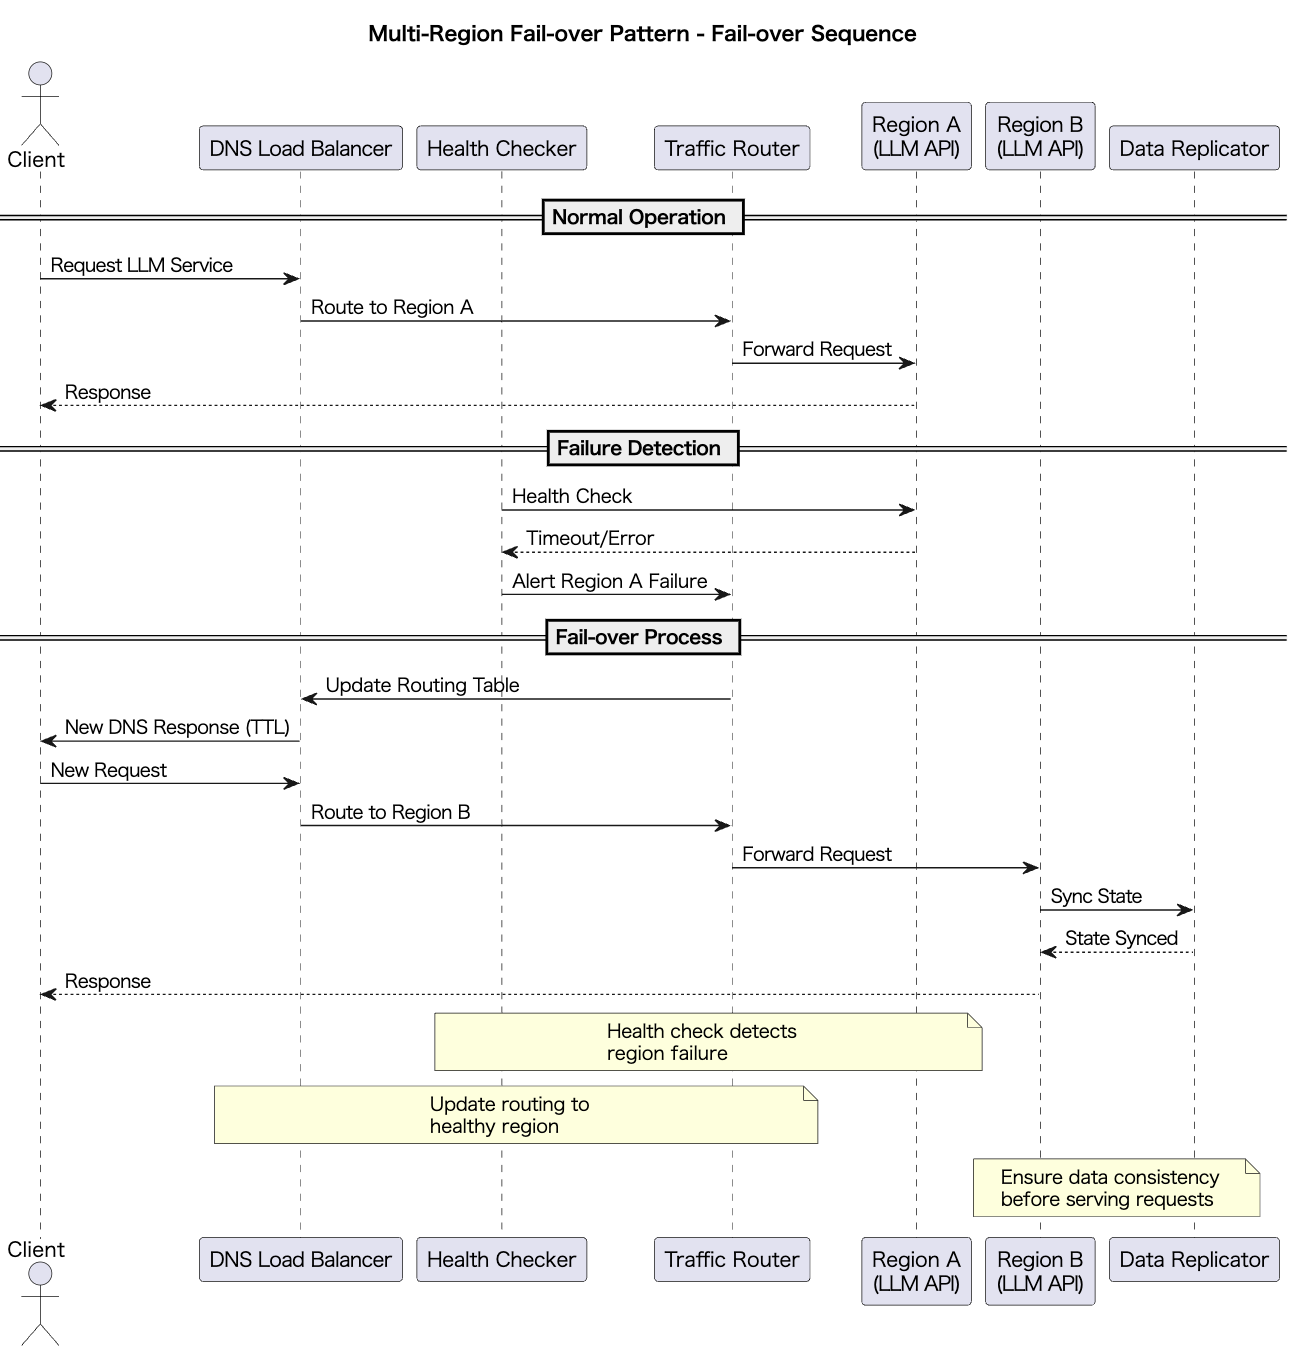 Multi-Region Fail-over Pattern - Fail-over Sequence
Client
DNS Load Balancer
Health Checker
Traffic Router
Region A
(LLM API)
Region B
(LLM API)
Data Replicator
Normal Operation
Request LLM Service
Route to Region A
Forward Request
Response
Failure Detection
Health Check
Timeout/Error
Alert Region A Failure
Fail-over Process
Update Routing Table
New DNS Response (TTL)
New Request
Route to Region B
Forward Request
Sync State
State Synced
Response
Health check detects
region failure
Update routing to
healthy region
Ensure data consistency
before serving requests
Client
DNS Load Balancer
Health Checker
Traffic Router
Region A
(LLM API)
Region B
(LLM API)
Data Replicator